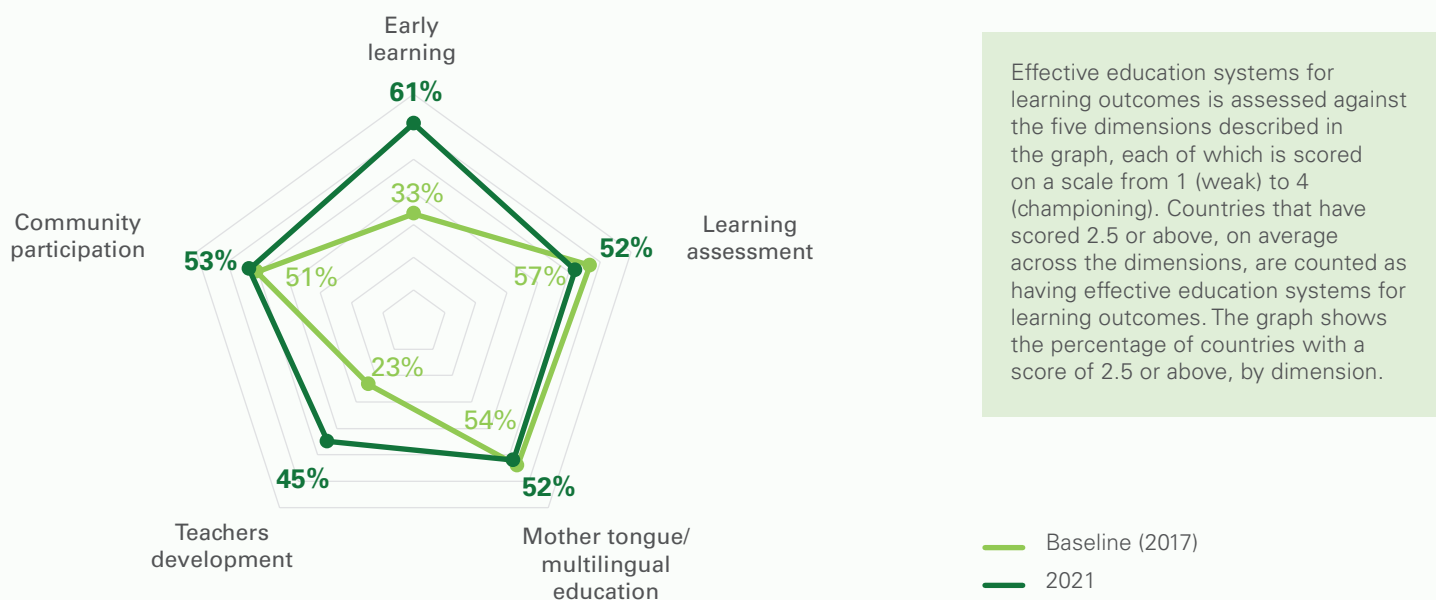 Early
learning
61%
33%
Community
participation
53%
51%
Learning
assessment
52%
57%
23%
54%
45%
52%
Teachers
development
Mother tongue/
multilingual
education
Effective education systems for
learning outcomes is assessed against
the five dimensions described in
the graph, each of which is scored
on a scale from 1 (weak) to 4
(championing). Countries that have
scored 2.5 or above, on average
across the dimensions, are counted as
having effective education systems for
learning outcomes. The graph shows
the percentage of countries with a
score of 2.5 or above, by dimension.
Baseline (2017)
2021